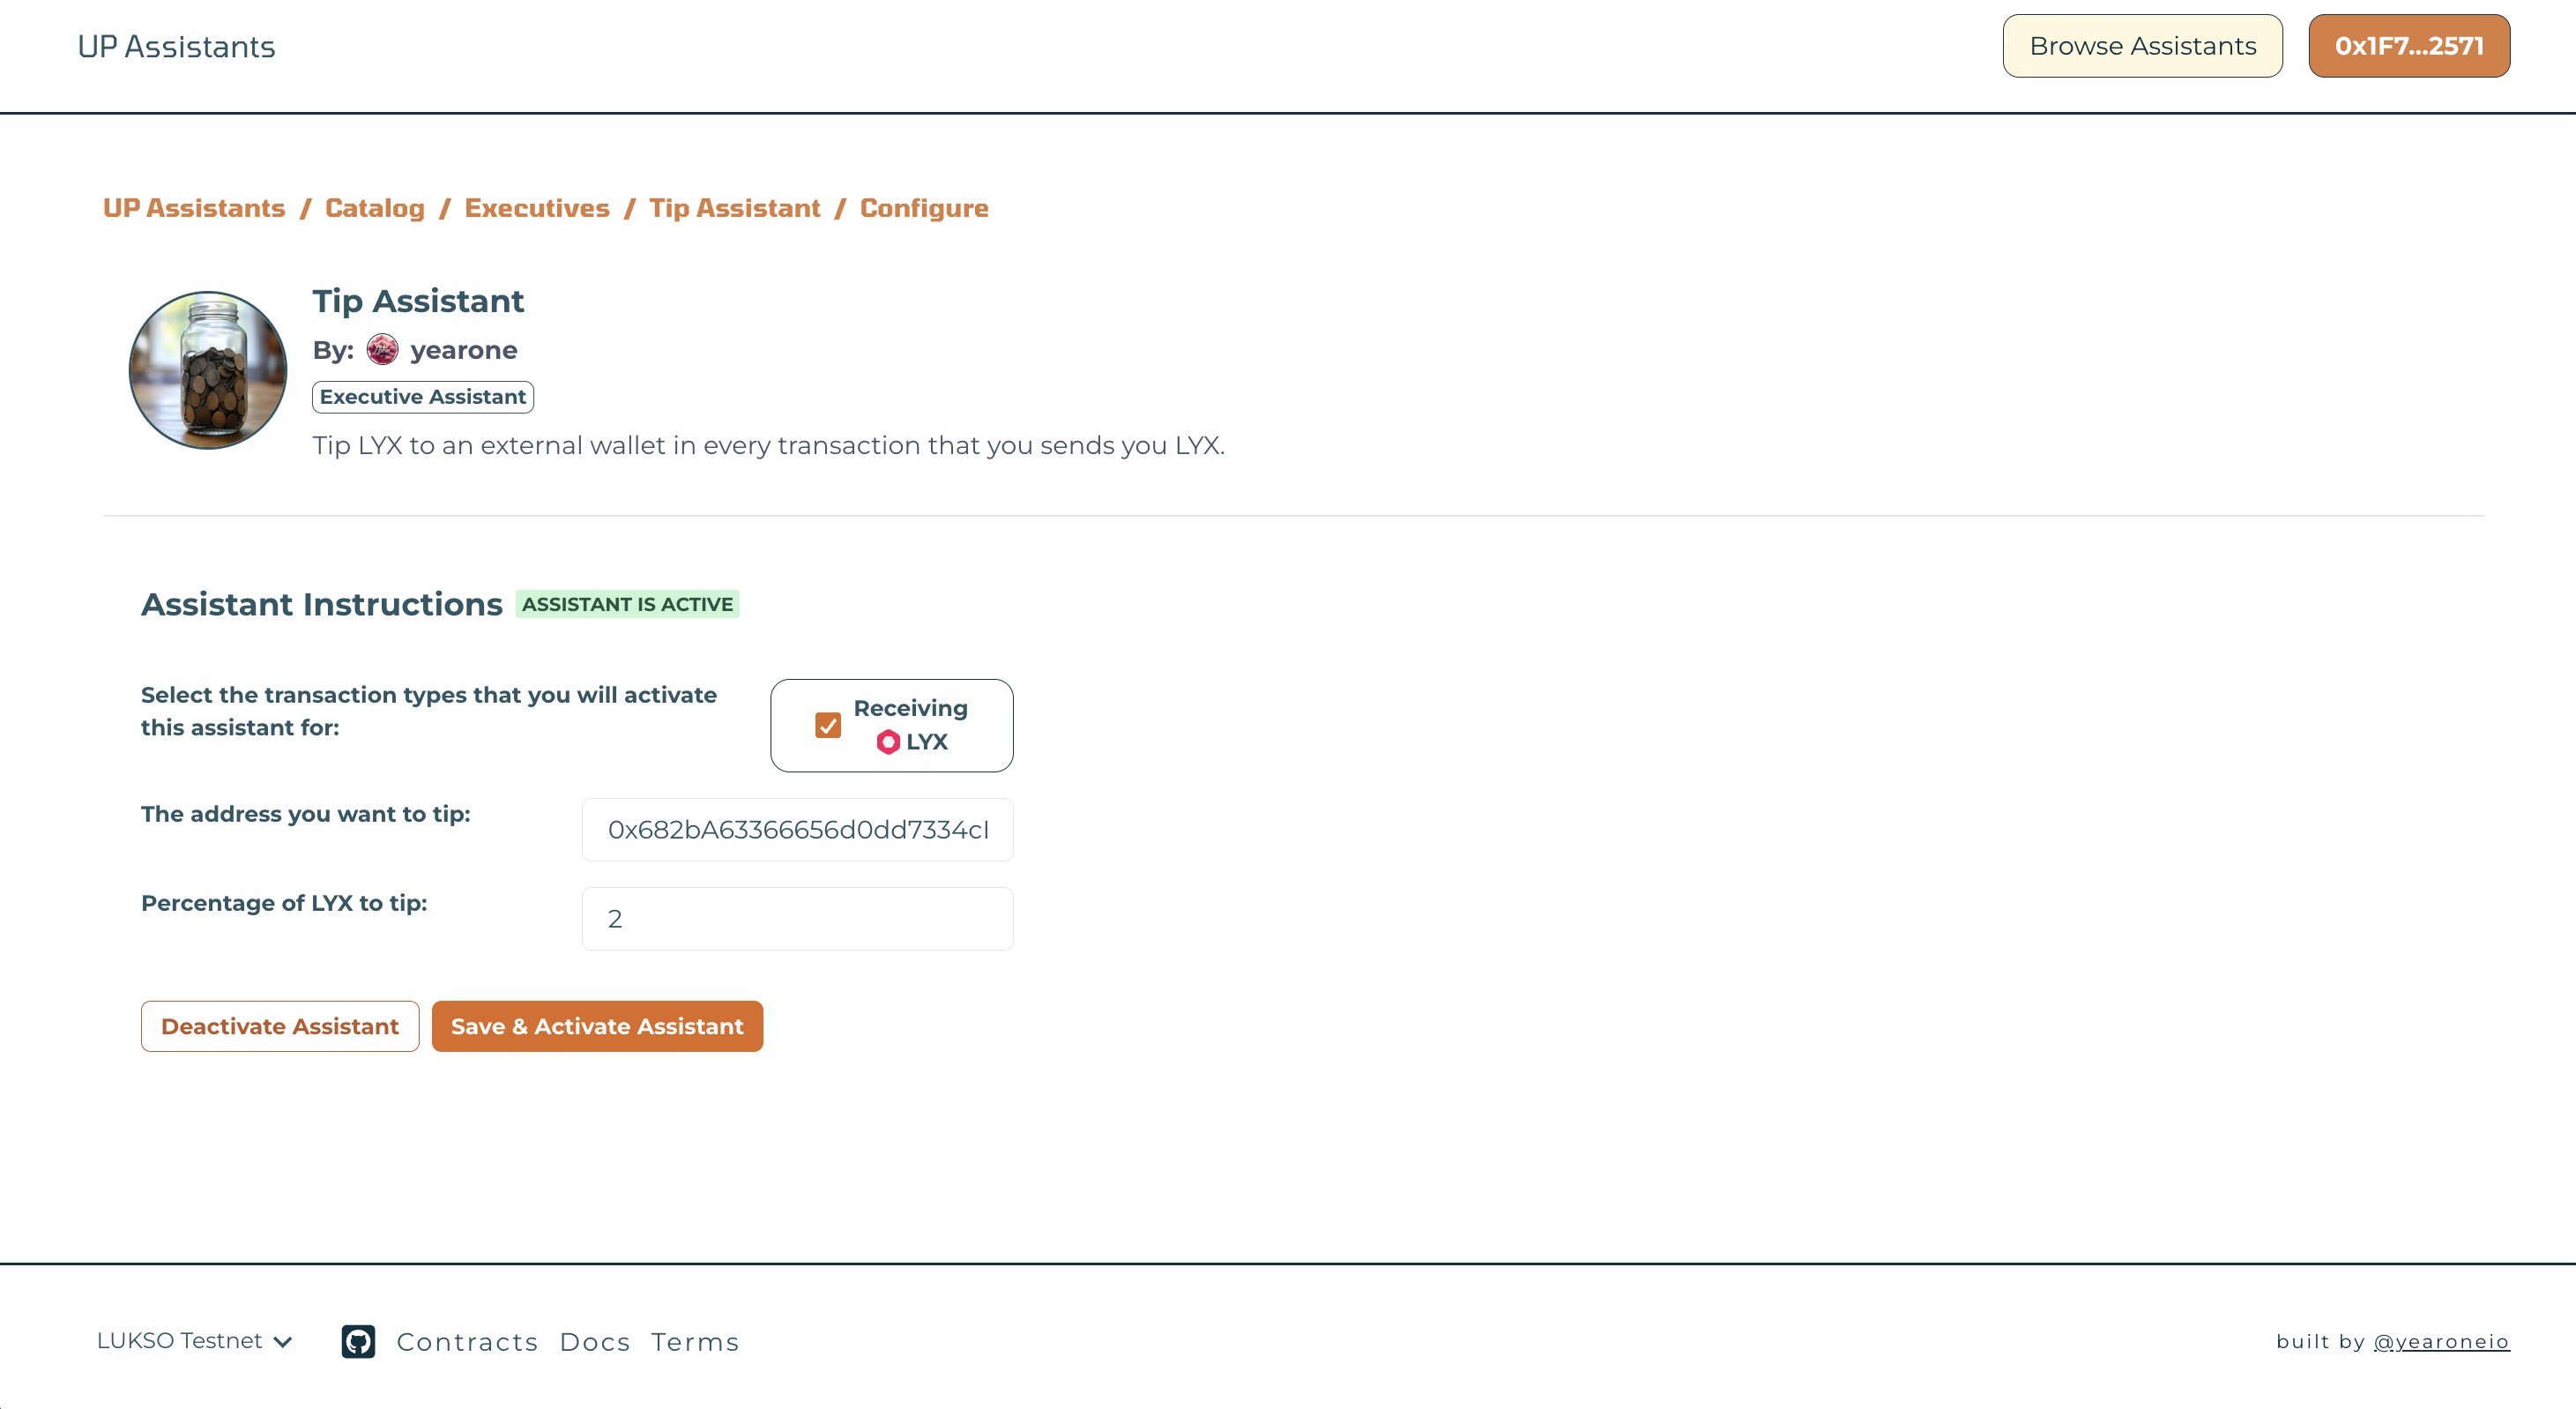 UP Assistants
Browse Assistants
0x1F7...2571
UP Assistants / Catalog / Executives / Tip Assistant / Configure
Tip Assistant
By: yearone
Executive Assistant
Tip LYX to an external wallet in every transaction that you sends you LYX.
Assistant Instructions ASSISTANT IS ACTIVE
Select the transaction types that you will activate
this assistant for:
Receiving
LYX
The address you want to tip:
0x682bA63366656d0dd7334c
Percentage of LYX to tip:
2
Deactivate Assistant
Save & Activate Assistant
LUKSO Testnet
Contracts Docs Terms
built by @yearoneio